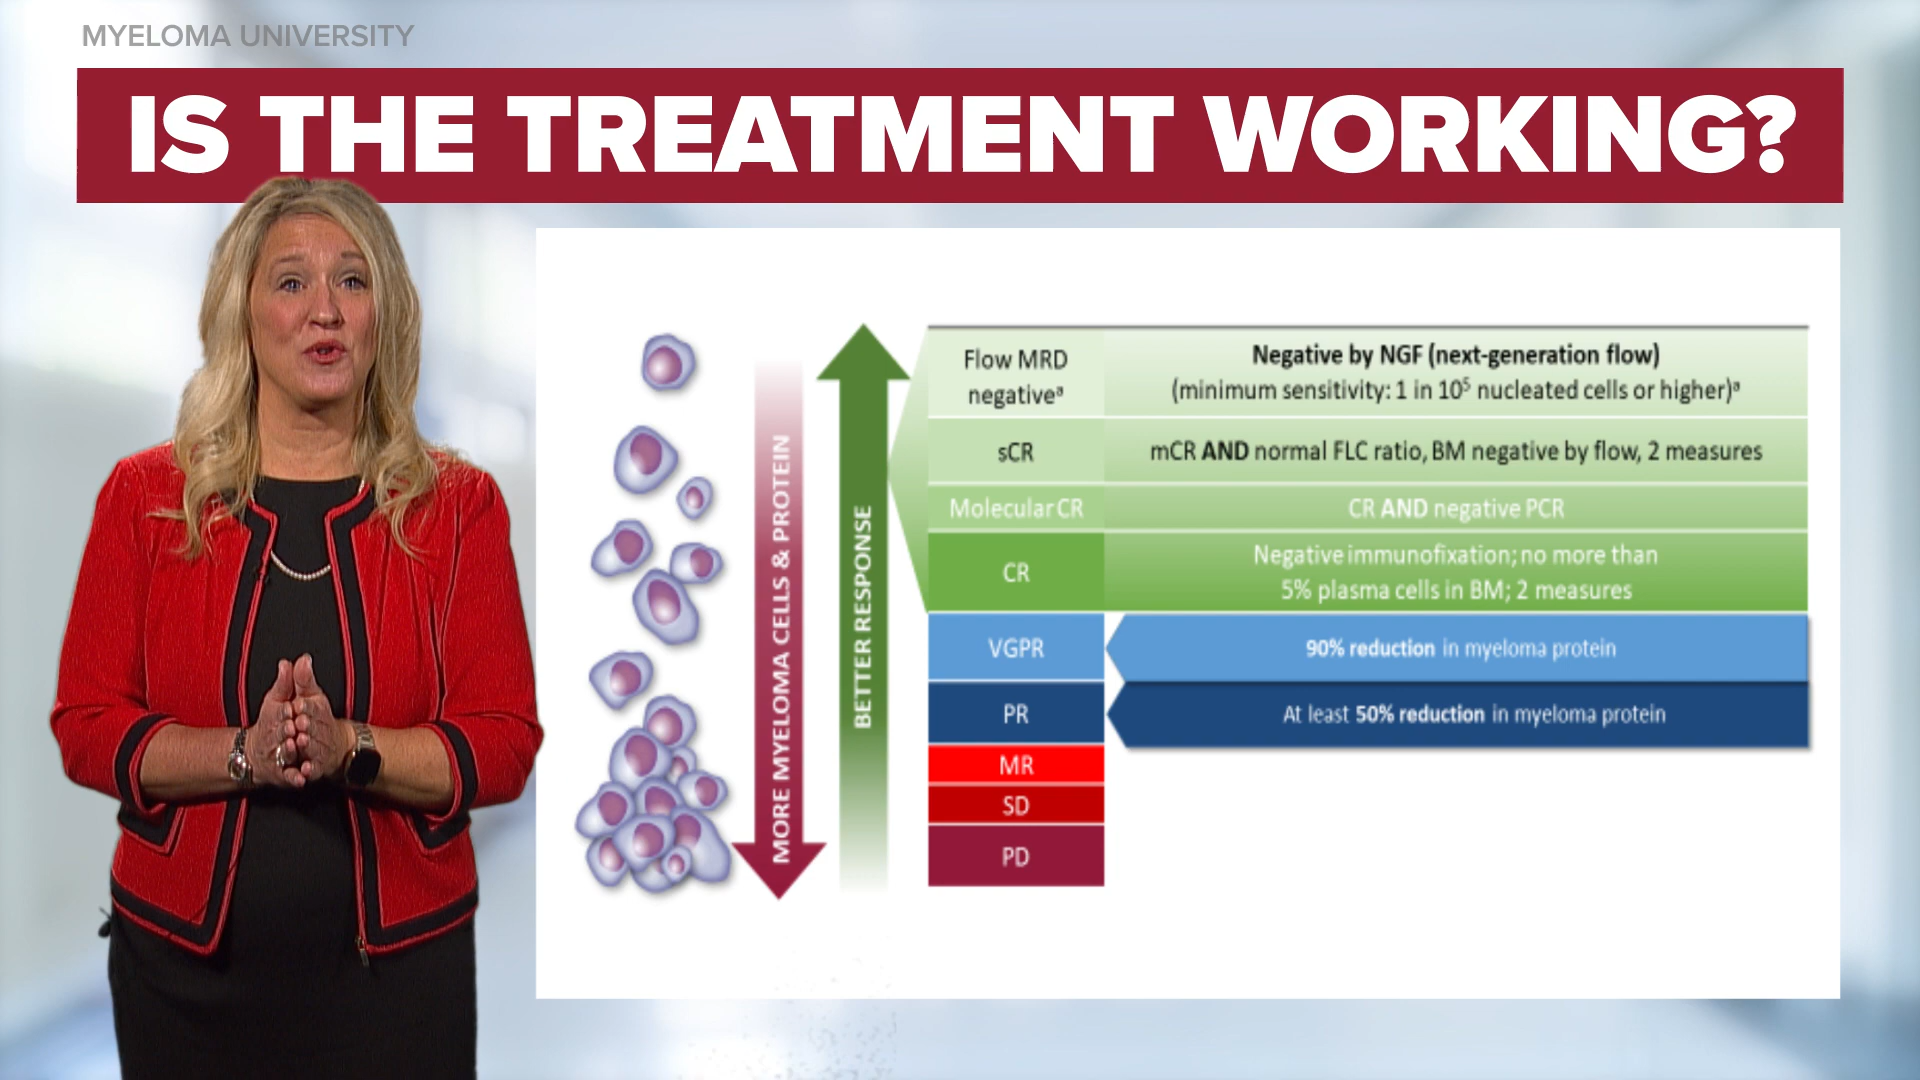 MYELOMA UNIVERSITY
IS THE TREATMENT WORKING?
MORE MYELOMA CELLS & PROTEIN
BETTER RESPONSE
Flow MRD
negativeᵃ
Negative by NGF (next-generation flow)
(minimum sensitivity: 1 in 10⁵ nucleated cells or higher)ᵃ
sCR
mCR AND normal FLC ratio, BM negative by flow, 2 measures
Molecular CR
CR AND negative PCR
CR
Negative immunofixation; no more than
5% plasma cells in BM; 2 measures
VGPR
90% reduction in myeloma protein
PR
At least 50% reduction in myeloma protein
MR
SD
PD